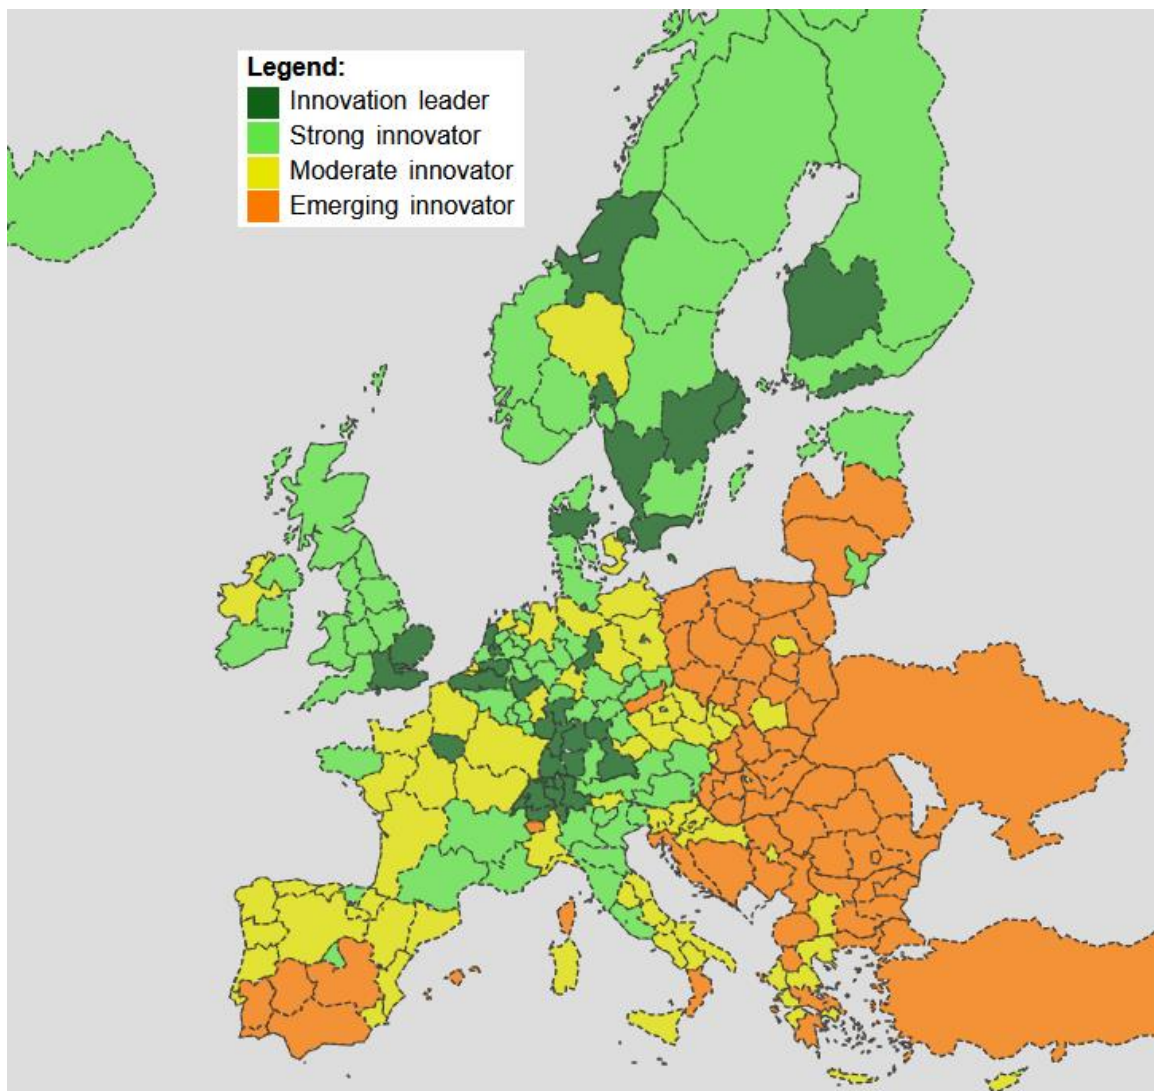 Legend:
Innovation leader
Strong innovator
Moderate innovator
Emerging innovator